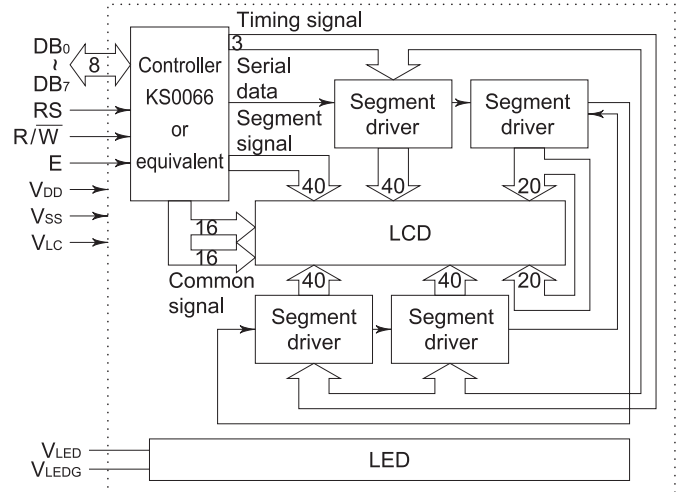 Timing signal
DB0
~
DB7
8
3
Controller
KS0066
or
equivalent
Serial
data
Segment
signal
Segment
driver
Segment
driver
RS
R/W̅
E
VDD
VSS
VLC
40
40
20
16
16
LCD
Common
signal
40
40
20
Segment
driver
Segment
driver
VLED
VLEDG
LED